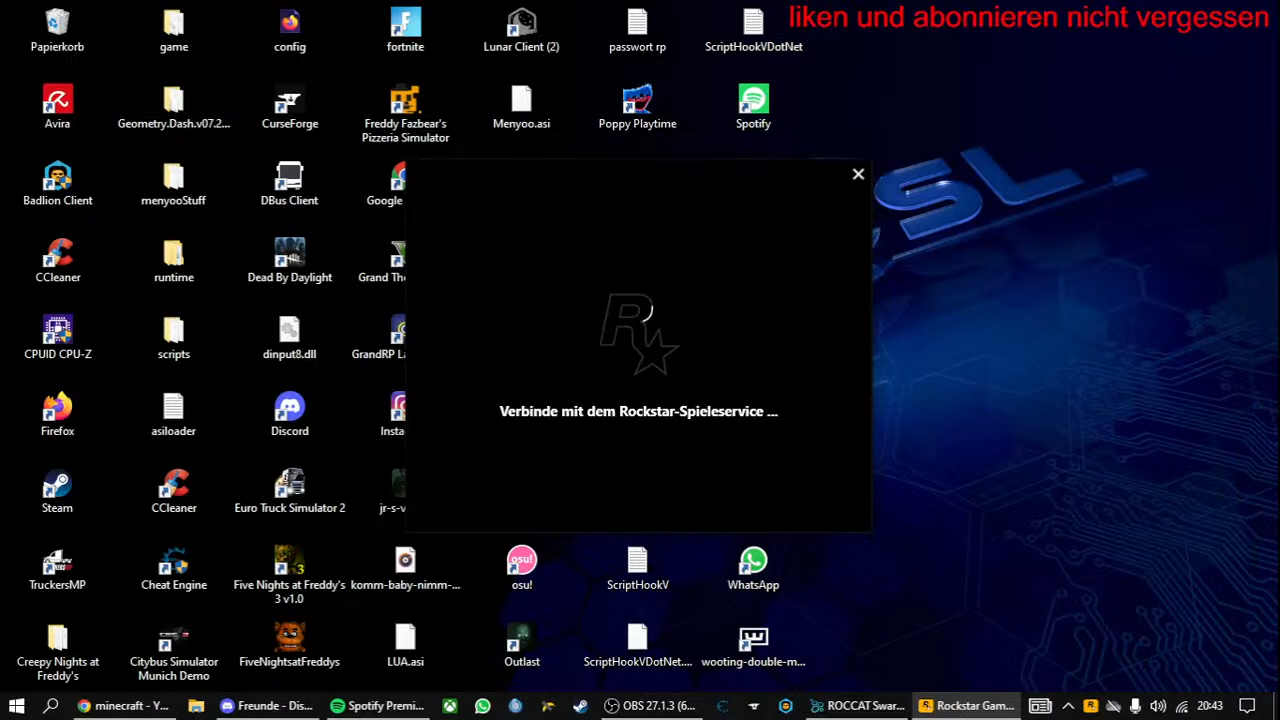 liken und abonnieren nicht vergessen
Papierkorb
game
config
fortnite
Lunar Client (2)
passwort rp
ScriptHookVDotNet
Avira
Geometry.Dash.v07.2...
CurseForge
Freddy Fazbear's
Pizzeria Simulator
Menyoo.asi
Poppy Playtime
Spotify
Badlion Client
menyooStuff
DBus Client
Google
CCleaner
runtime
Dead By Daylight
Grand The
CPUID CPU-Z
scripts
dinput8.dll
GrandRP La
Verbinde mit dem Rockstar-Spieleservice ...
Firefox
asiloader
Discord
Insta
Steam
CCleaner
Euro Truck Simulator 2
jr-s-v
TruckersMP
Cheat Engine
Five Nights at Freddy's
3 v1.0
komm-baby-nimm-...
osu!
osu!
ScriptHookV
WhatsApp
Creepy Nights at
Freddy's
Citybus Simulator
Munich Demo
FiveNightsatFreddys
LUA.asi
Outlast
ScriptHookVDotNet....
wooting-double-m...
minecraft - Y...
Freunde - Dis...
Spotify Premi...
OBS 27.1.3 (6...
ROCCAT Swar...
Rockstar Gam...
20:43